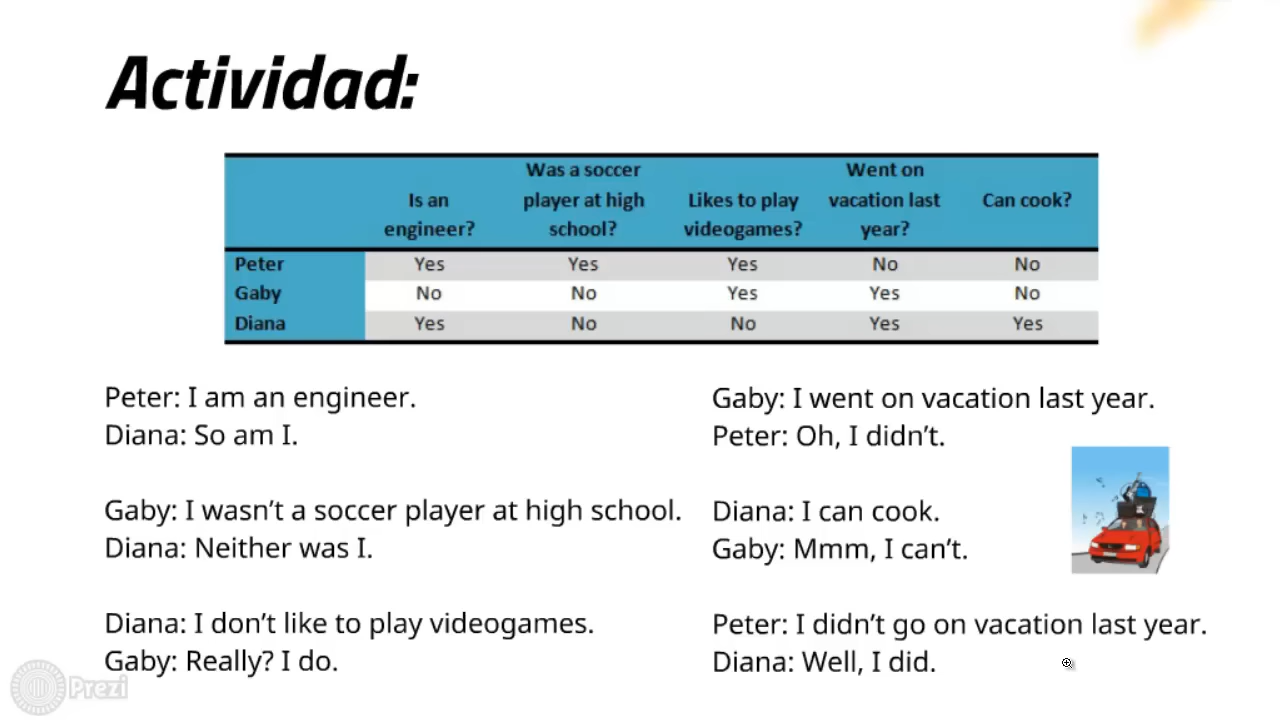 Actividad:
Is an engineer?
Was a soccer player at high school?
Likes to play videogames?
Went on vacation last year?
Can cook?
Peter Yes Yes Yes No No
Gaby No No Yes Yes No
Diana Yes No No Yes Yes
Peter: I am an engineer.
Diana: So am I.
Gaby: I wasn't a soccer player at high school.
Diana: Neither was I.
Diana: I don't like to play videogames.
Gaby: Really? I do.
Gaby: I went on vacation last year.
Peter: Oh, I didn't.
Diana: I can cook.
Gaby: Mmm, I can't.
Peter: I didn't go on vacation last year.
Diana: Well, I did.
Prezi